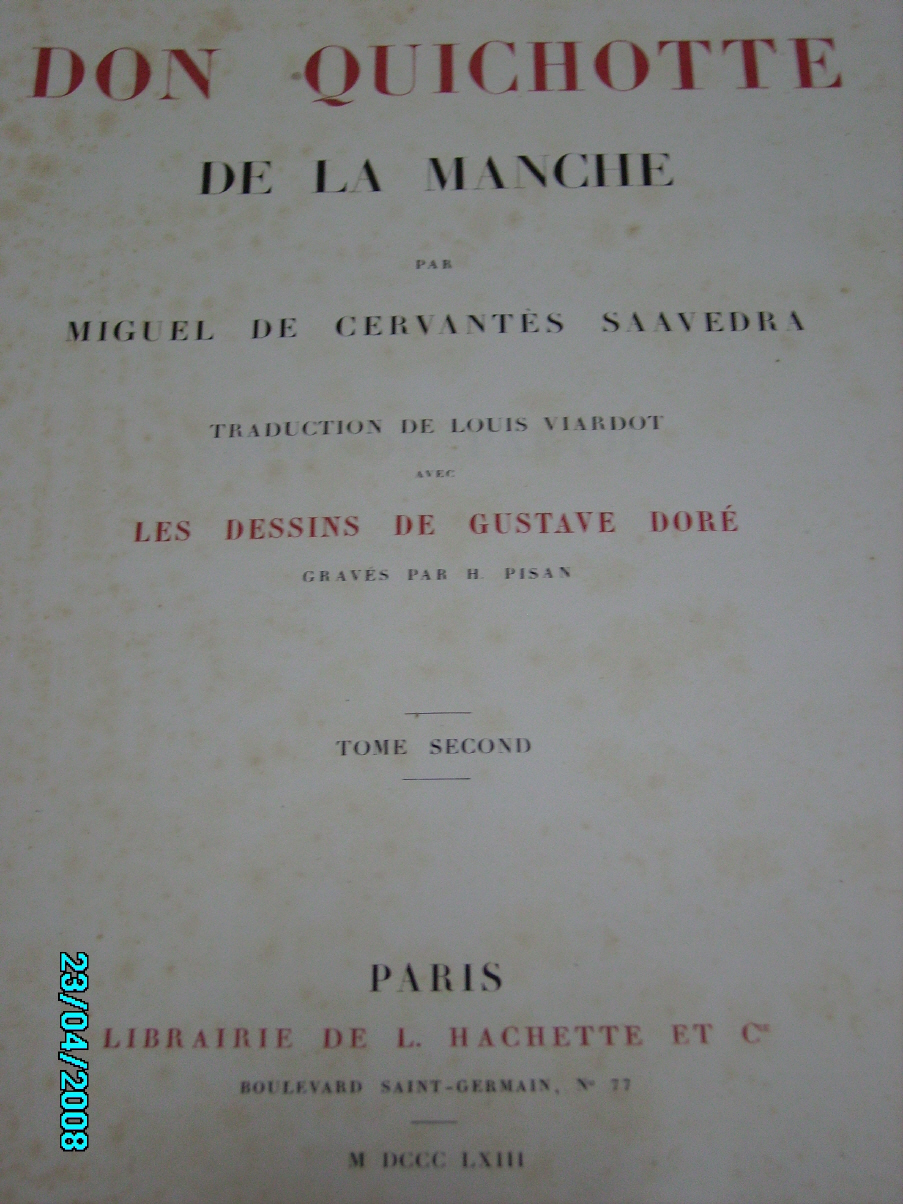 DON QUICHOTTE
DE LA MANCHE
PAR
MIGUEL DE CERVANTÈS SAAVEDRA
TRADUCTION DE LOUIS VIARDOT
AVEC
LES DESSINS DE GUSTAVE DORÉ
GRAVÉS PAR H. PISAN
TOME SECOND
PARIS
LIBRAIRIE DE L. HACHETTE ET Cie
BOULEVARD SAINT-GERMAIN, No 77
M DCCC LXIII
23/04/2008